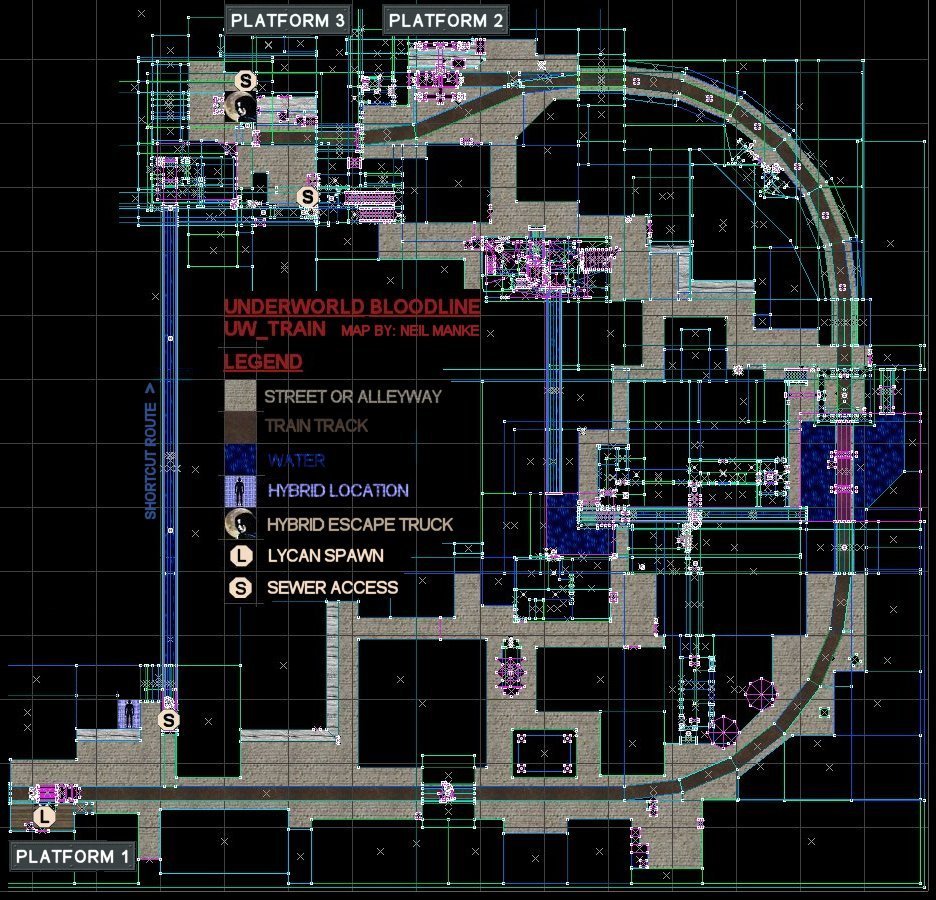 PLATFORM 3
PLATFORM 2
S
S
UNDERWORLD BLOODLINE
UW_TRAIN MAP BY: NEIL MANKE
LEGEND
STREET OR ALLEYWAY
TRAIN TRACK
WATER
HYBRID LOCATION
HYBRID ESCAPE TRUCK
L LYCAN SPAWN
S SEWER ACCESS
SHORTCUT ROUTE >
S
L
PLATFORM 1